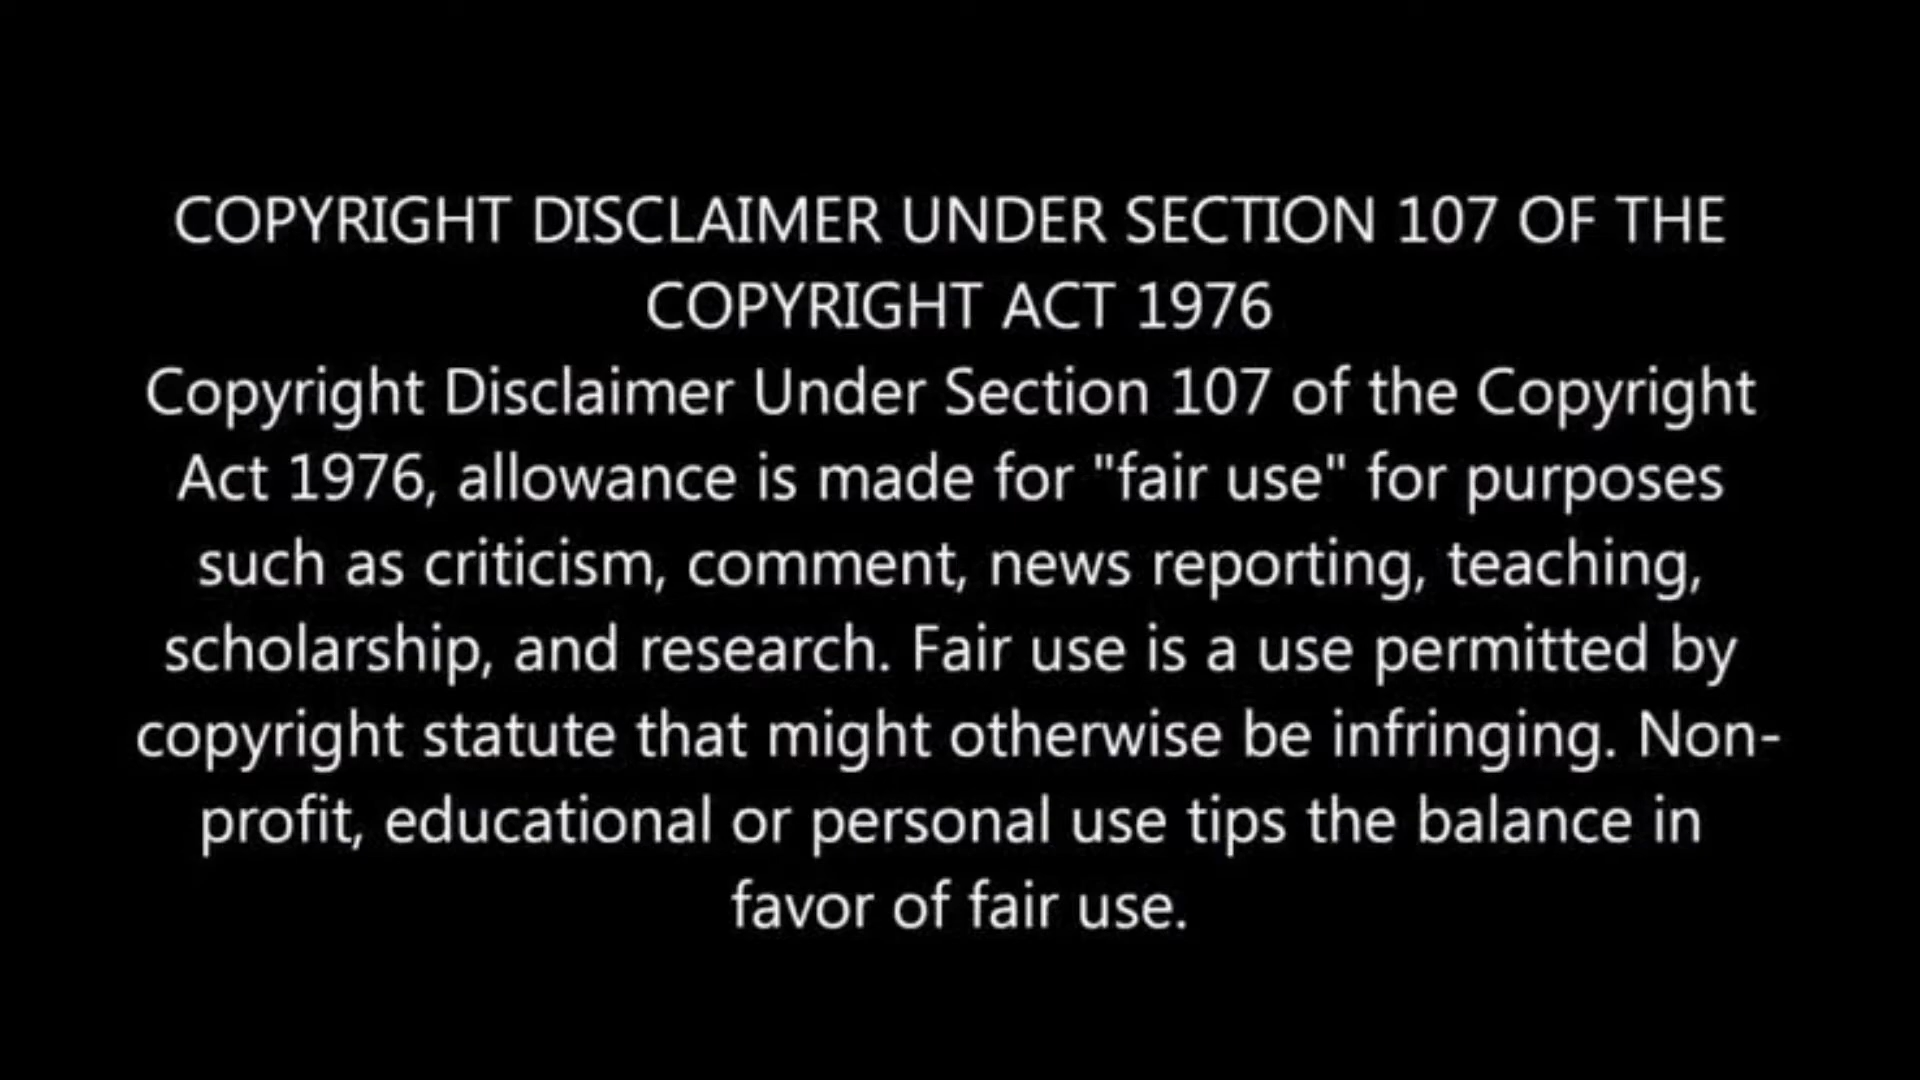 COPYRIGHT DISCLAIMER UNDER SECTION 107 OF THE
COPYRIGHT ACT 1976
Copyright Disclaimer Under Section 107 of the Copyright
Act 1976, allowance is made for "fair use" for purposes
such as criticism, comment, news reporting, teaching,
scholarship, and research. Fair use is a use permitted by
copyright statute that might otherwise be infringing. Non-
profit, educational or personal use tips the balance in
favor of fair use.